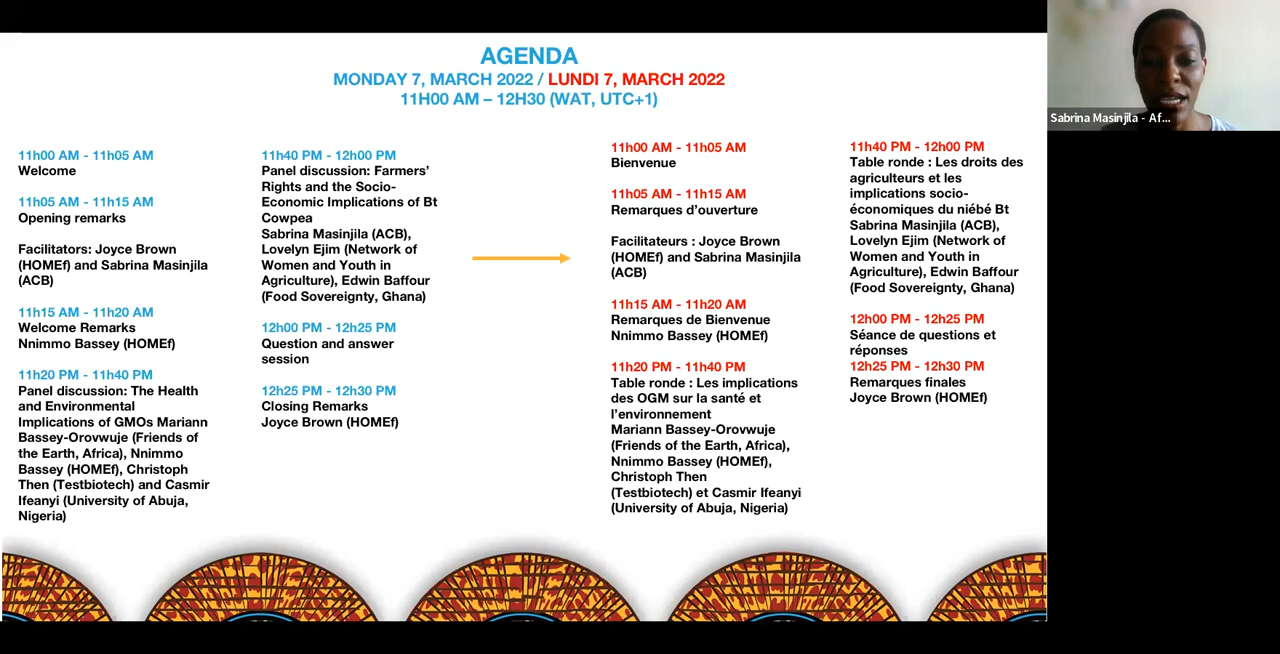 AGENDA
MONDAY 7, MARCH 2022 / LUNDI 7, MARCH 2022
11H00 AM – 12H30 (WAT, UTC+1)
11h00 AM - 11h05 AM
Welcome
11h05 AM - 11h15 AM
Opening remarks
Facilitators: Joyce Brown
(HOMEf) and Sabrina Masinjila
(ACB)
11h15 AM - 11h20 AM
Welcome Remarks
Nnimmo Bassey (HOMEf)
11h20 PM - 11h40 PM
Panel discussion: The Health
and Environmental
Implications of GMOs Mariann
Bassey-Orovwuje (Friends of
the Earth, Africa), Nnimmo
Bassey (HOMEf), Christoph
Then (Testbiotech) and Casmir
Ifeanyi (University of Abuja,
Nigeria)
11h40 PM - 12h00 PM
Panel discussion: Farmers’
Rights and the Socio-
Economic Implications of Bt
Cowpea
Sabrina Masinjila (ACB),
Lovelyn Ejim (Network of
Women and Youth in
Agriculture), Edwin Baffour
(Food Sovereignty, Ghana)
12h00 PM - 12h25 PM
Question and answer
session
12h25 PM - 12h30 PM
Closing Remarks
Joyce Brown (HOMEf)
11h00 AM - 11h05 AM
Bienvenue
11h05 AM - 11h15 AM
Remarques d’ouverture
Facilitateurs : Joyce Brown
(HOMEf) and Sabrina Masinjila
(ACB)
11h15 AM - 11h20 AM
Remarques de Bienvenue
Nnimmo Bassey (HOMEf)
11h20 PM - 11h40 PM
Table ronde : Les implications
des OGM sur la santé et
l’environnement
Mariann Bassey-Orovwuje
(Friends of the Earth, Africa),
Nnimmo Bassey (HOMEf),
Christoph Then
(Testbiotech) et Casmir Ifeanyi
(University of Abuja, Nigeria)
11h40 PM - 12h00 PM
Table ronde : Les droits des
agriculteurs et les
implications socio-
économiques du niébé Bt
Sabrina Masinjila (ACB),
Lovelyn Ejim (Network of
Women and Youth in
Agriculture), Edwin Baffour
(Food Sovereignty, Ghana)
12h00 PM - 12h25 PM
Séance de questions et
réponses
12h25 PM - 12h30 PM
Remarques finales
Joyce Brown (HOMEf)
Sabrina Masinjila - Af...